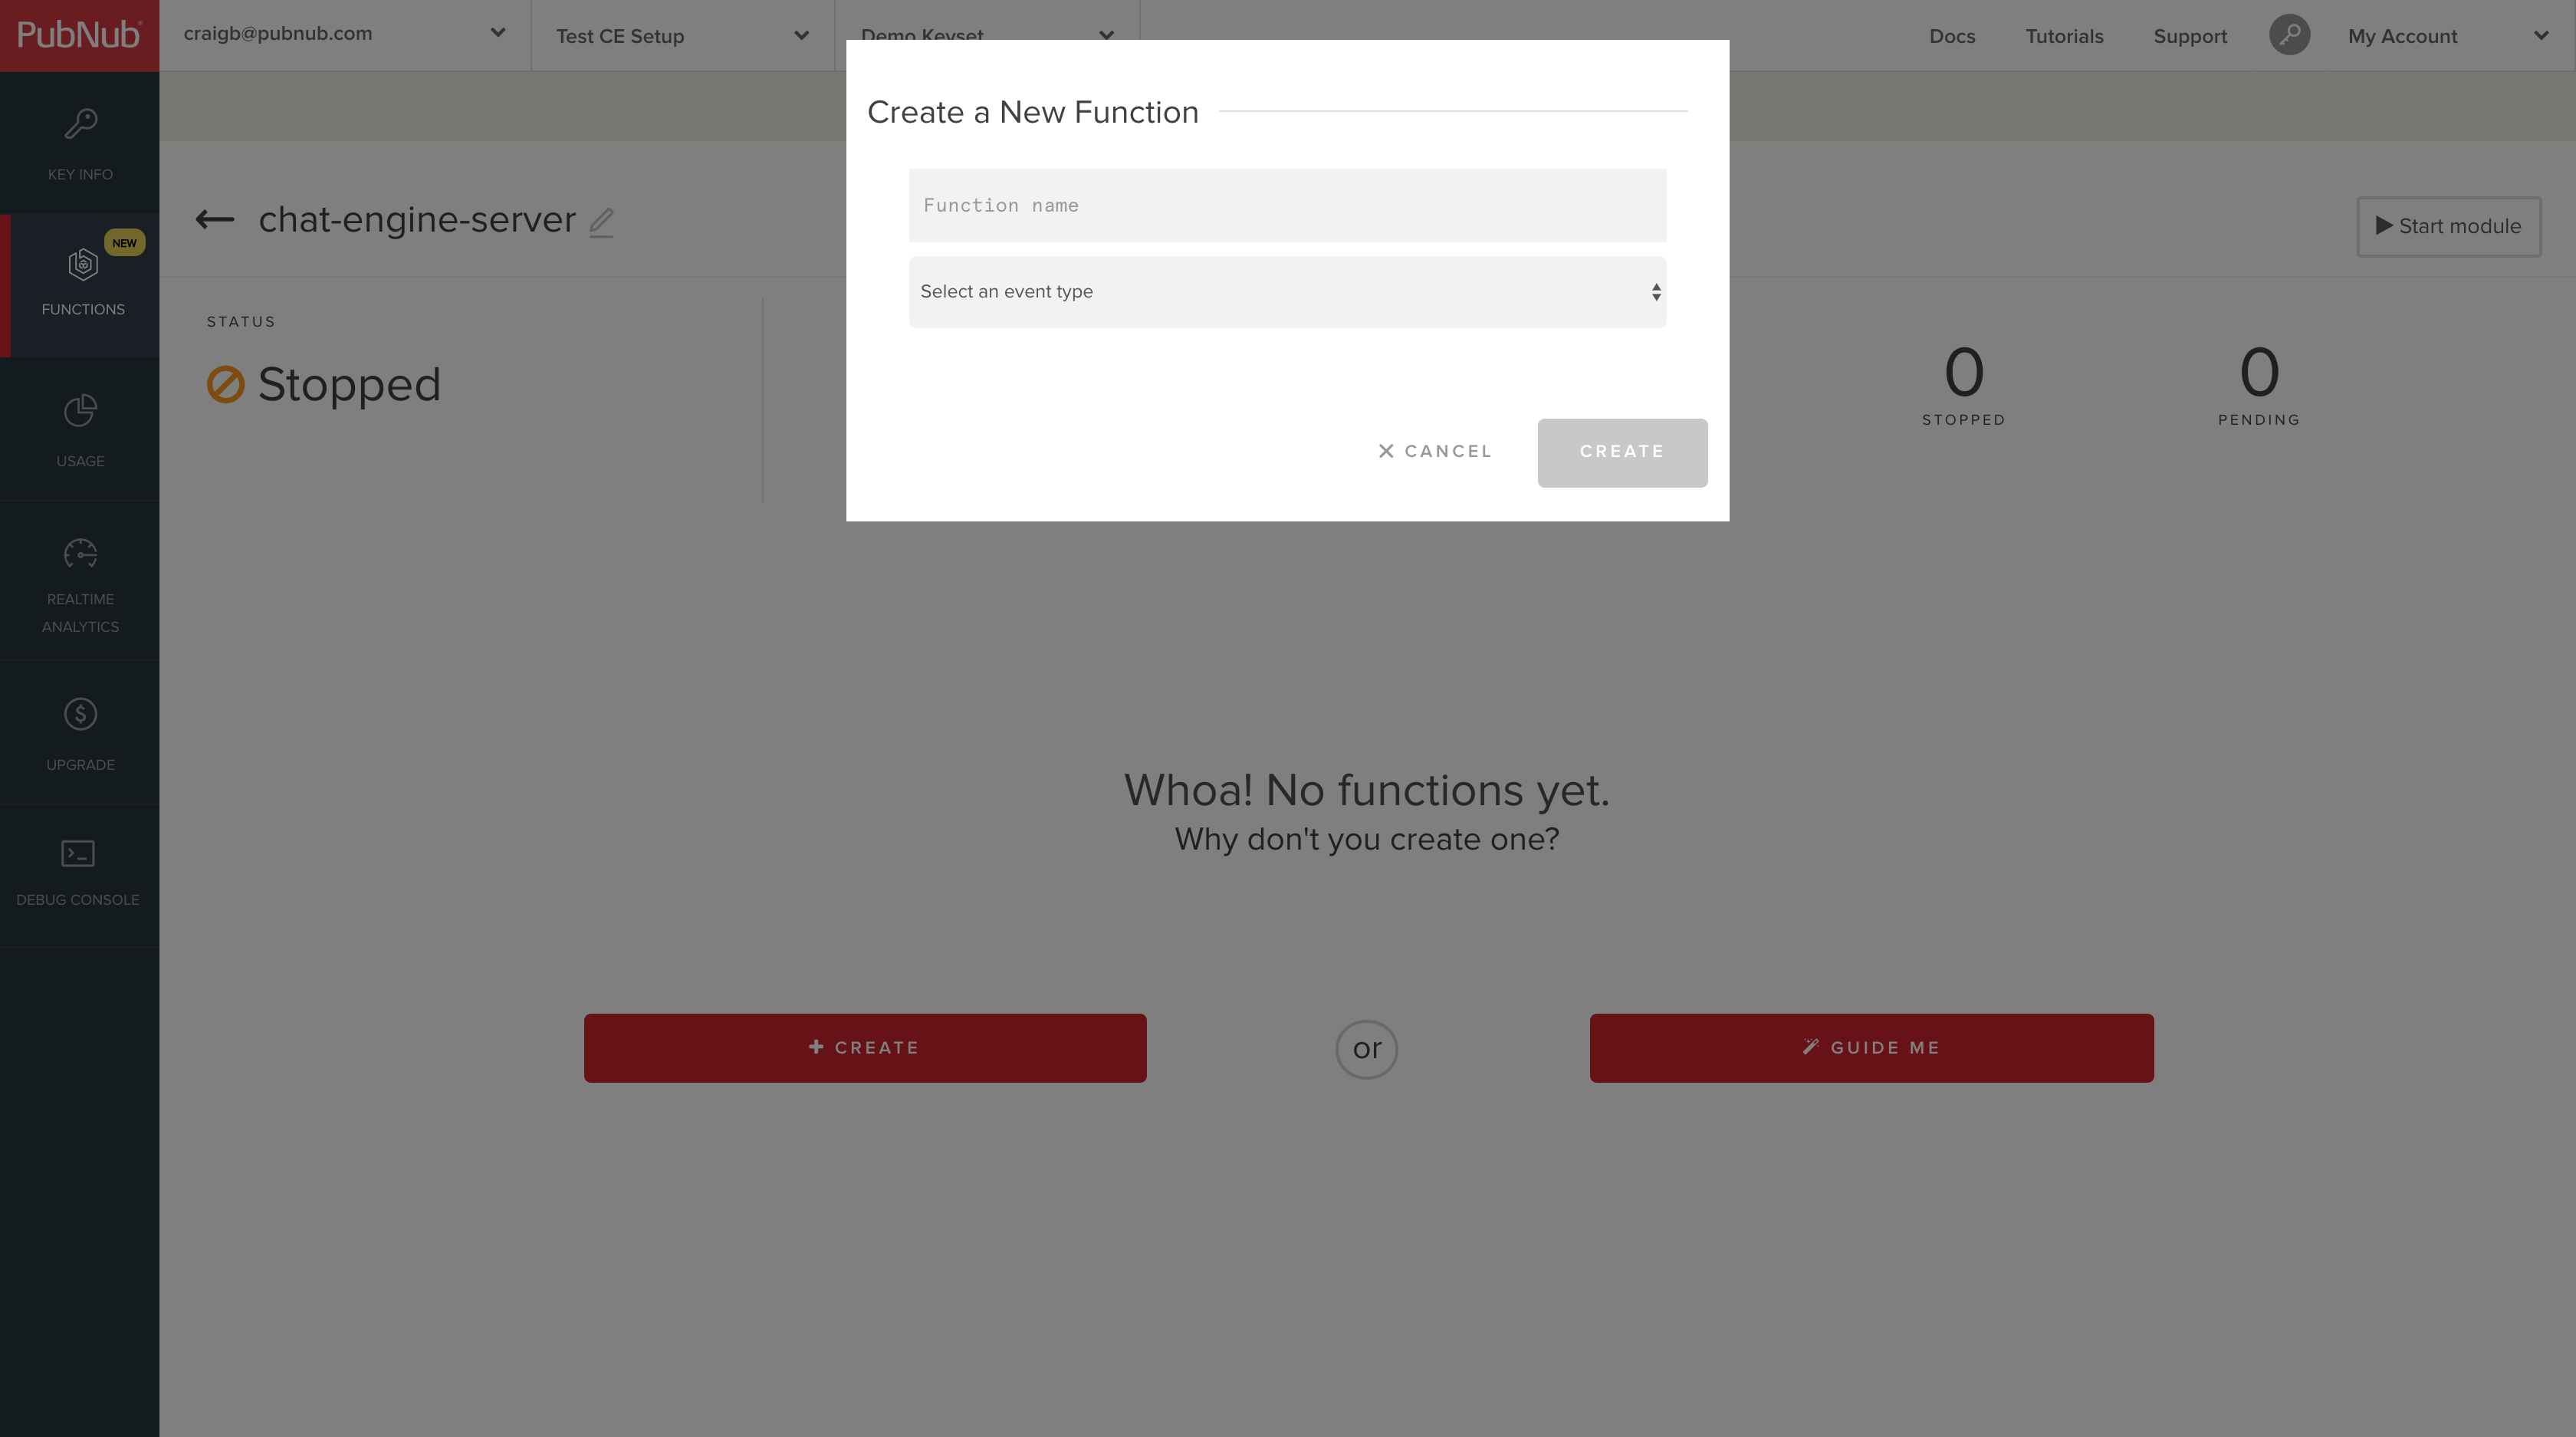 PubNub
craigb@pubnub.com
Test CE Setup
Demo Keyset
Docs
Tutorials
Support
My Account
KEY INFO
NEW
FUNCTIONS
USAGE
REALTIME
ANALYTICS
UPGRADE
DEBUG CONSOLE
chat-engine-server
Start module
STATUS
Stopped
0
STOPPED
0
PENDING
Create a New Function
Function name
Select an event type
CANCEL
CREATE
Whoa! No functions yet.
Why don't you create one?
CREATE
or
GUIDE ME